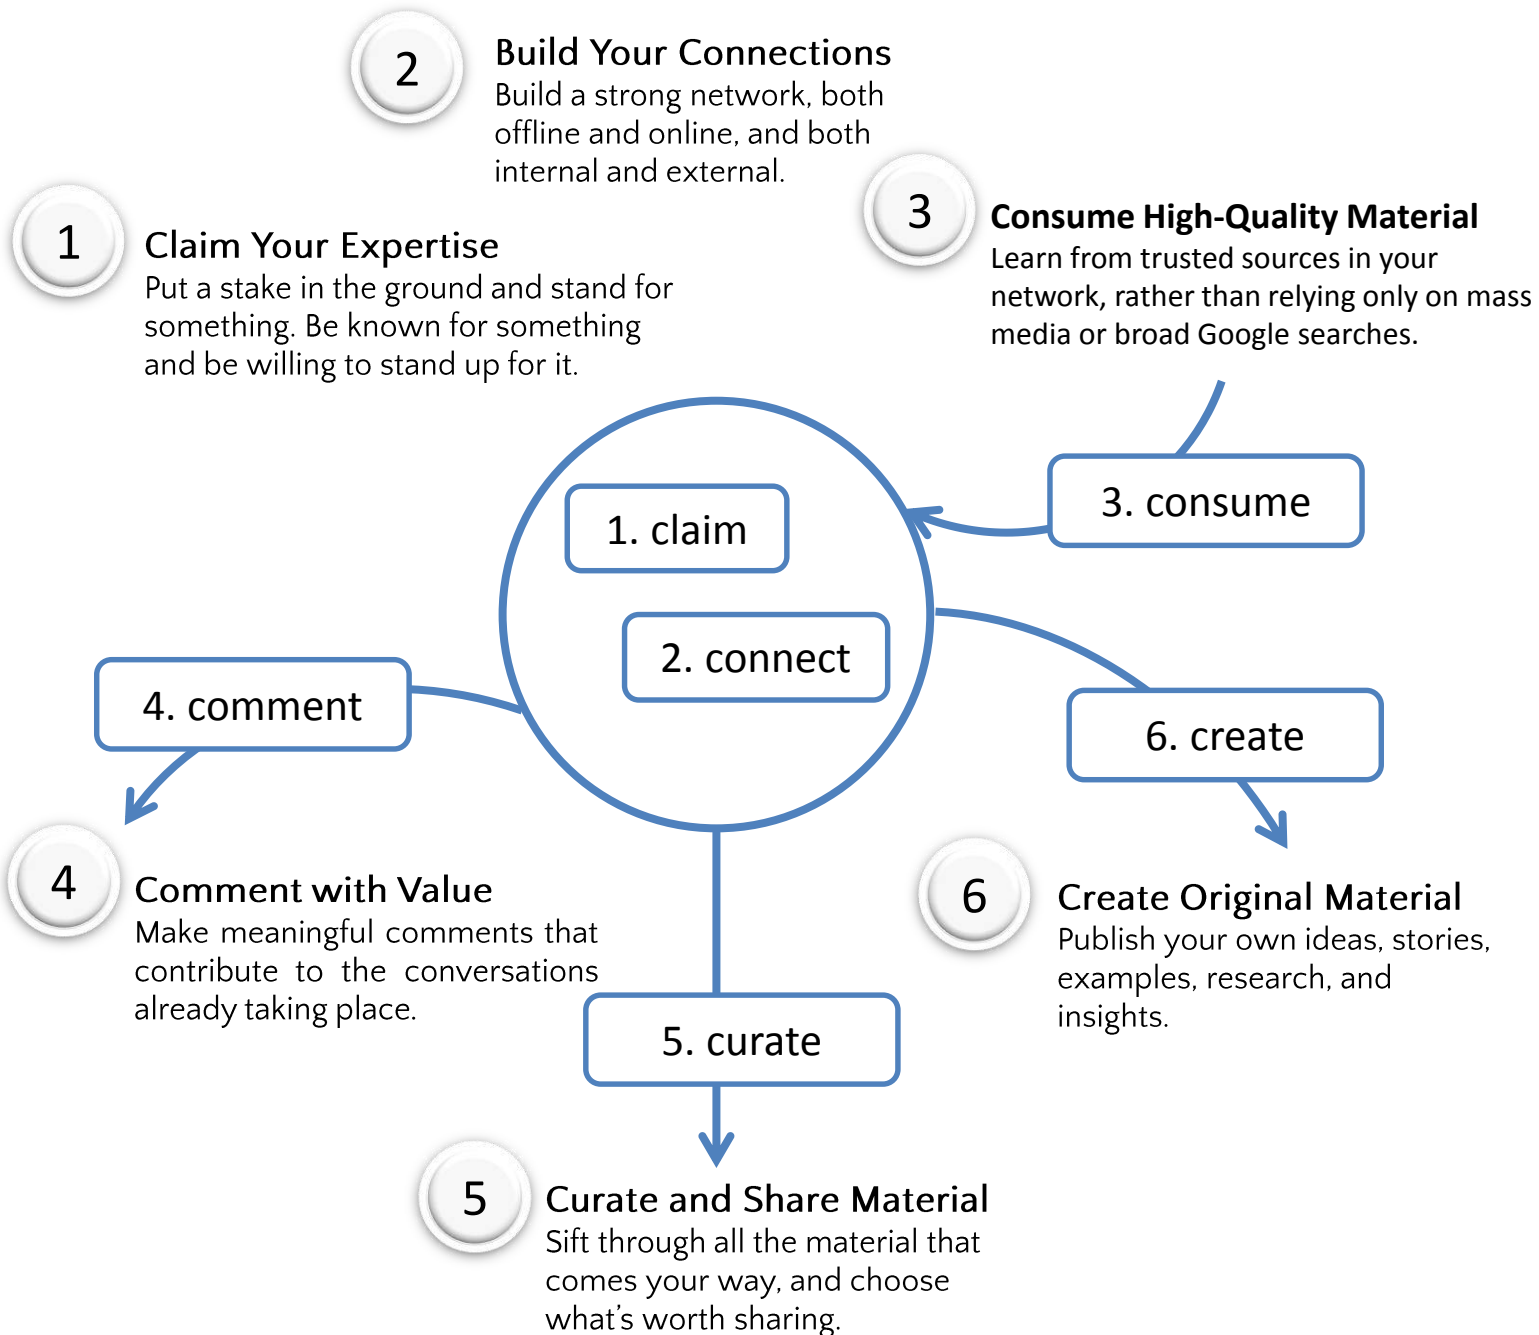 2
Build Your Connections
Build a strong network, both
offline and online, and both
internal and external.
1
Claim Your Expertise
Put a stake in the ground and stand for
something. Be known for something
and be willing to stand up for it.
3
Consume High-Quality Material
Learn from trusted sources in your
network, rather than relying only on mass
media or broad Google searches.
1. claim
2. connect
3. consume
4. comment
6. create
4
Comment with Value
Make meaningful comments that
contribute to the conversations
already taking place.
5. curate
6
Create Original Material
Publish your own ideas, stories,
examples, research, and
insights.
5
Curate and Share Material
Sift through all the material that
comes your way, and choose
what’s worth sharing.